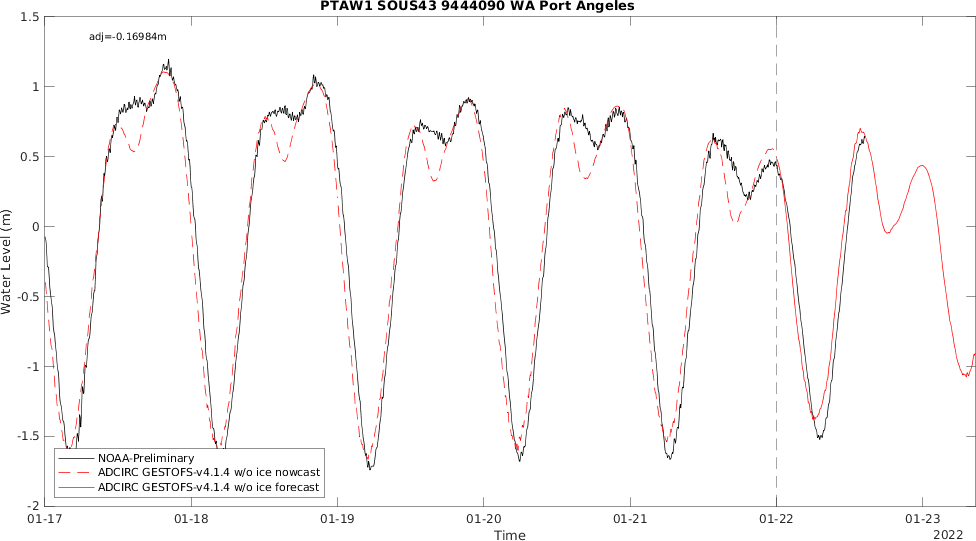 PTAW1 SOUS43 9444090 WA Port Angeles
adj=-0.16984m
1.5
1
0.5
0
-0.5
-1
-1.5
-2
Water Level (m)
NOAA-Preliminary
ADCIRC GESTOFS-v4.1.4 w/o ice nowcast
ADCIRC GESTOFS-v4.1.4 w/o ice forecast
01-17 01-18 01-19 01-20 01-21 01-22 01-23
Time
2022